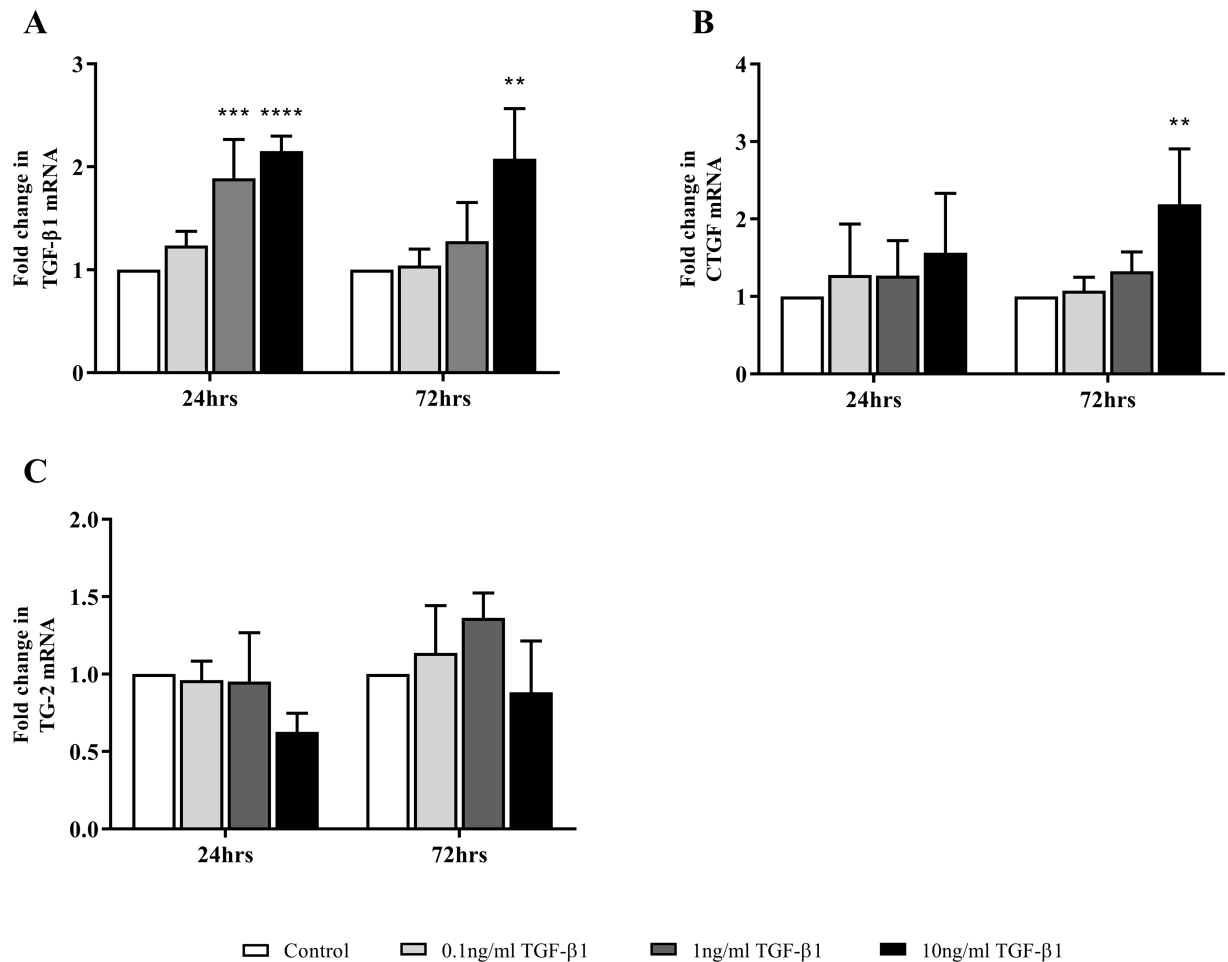 A
Fold change in
TGF-β1 mRNA
3
2
1
0
***
****
**
24hrs
72hrs
B
Fold change in
CTGF mRNA
4
3
2
1
0
**
24hrs
72hrs
C
Fold change in
TG-2 mRNA
2.0
1.5
1.0
0.5
0.0
24hrs
72hrs
Control
0.1ng/ml TGF-β1
1ng/ml TGF-β1
10ng/ml TGF-β1